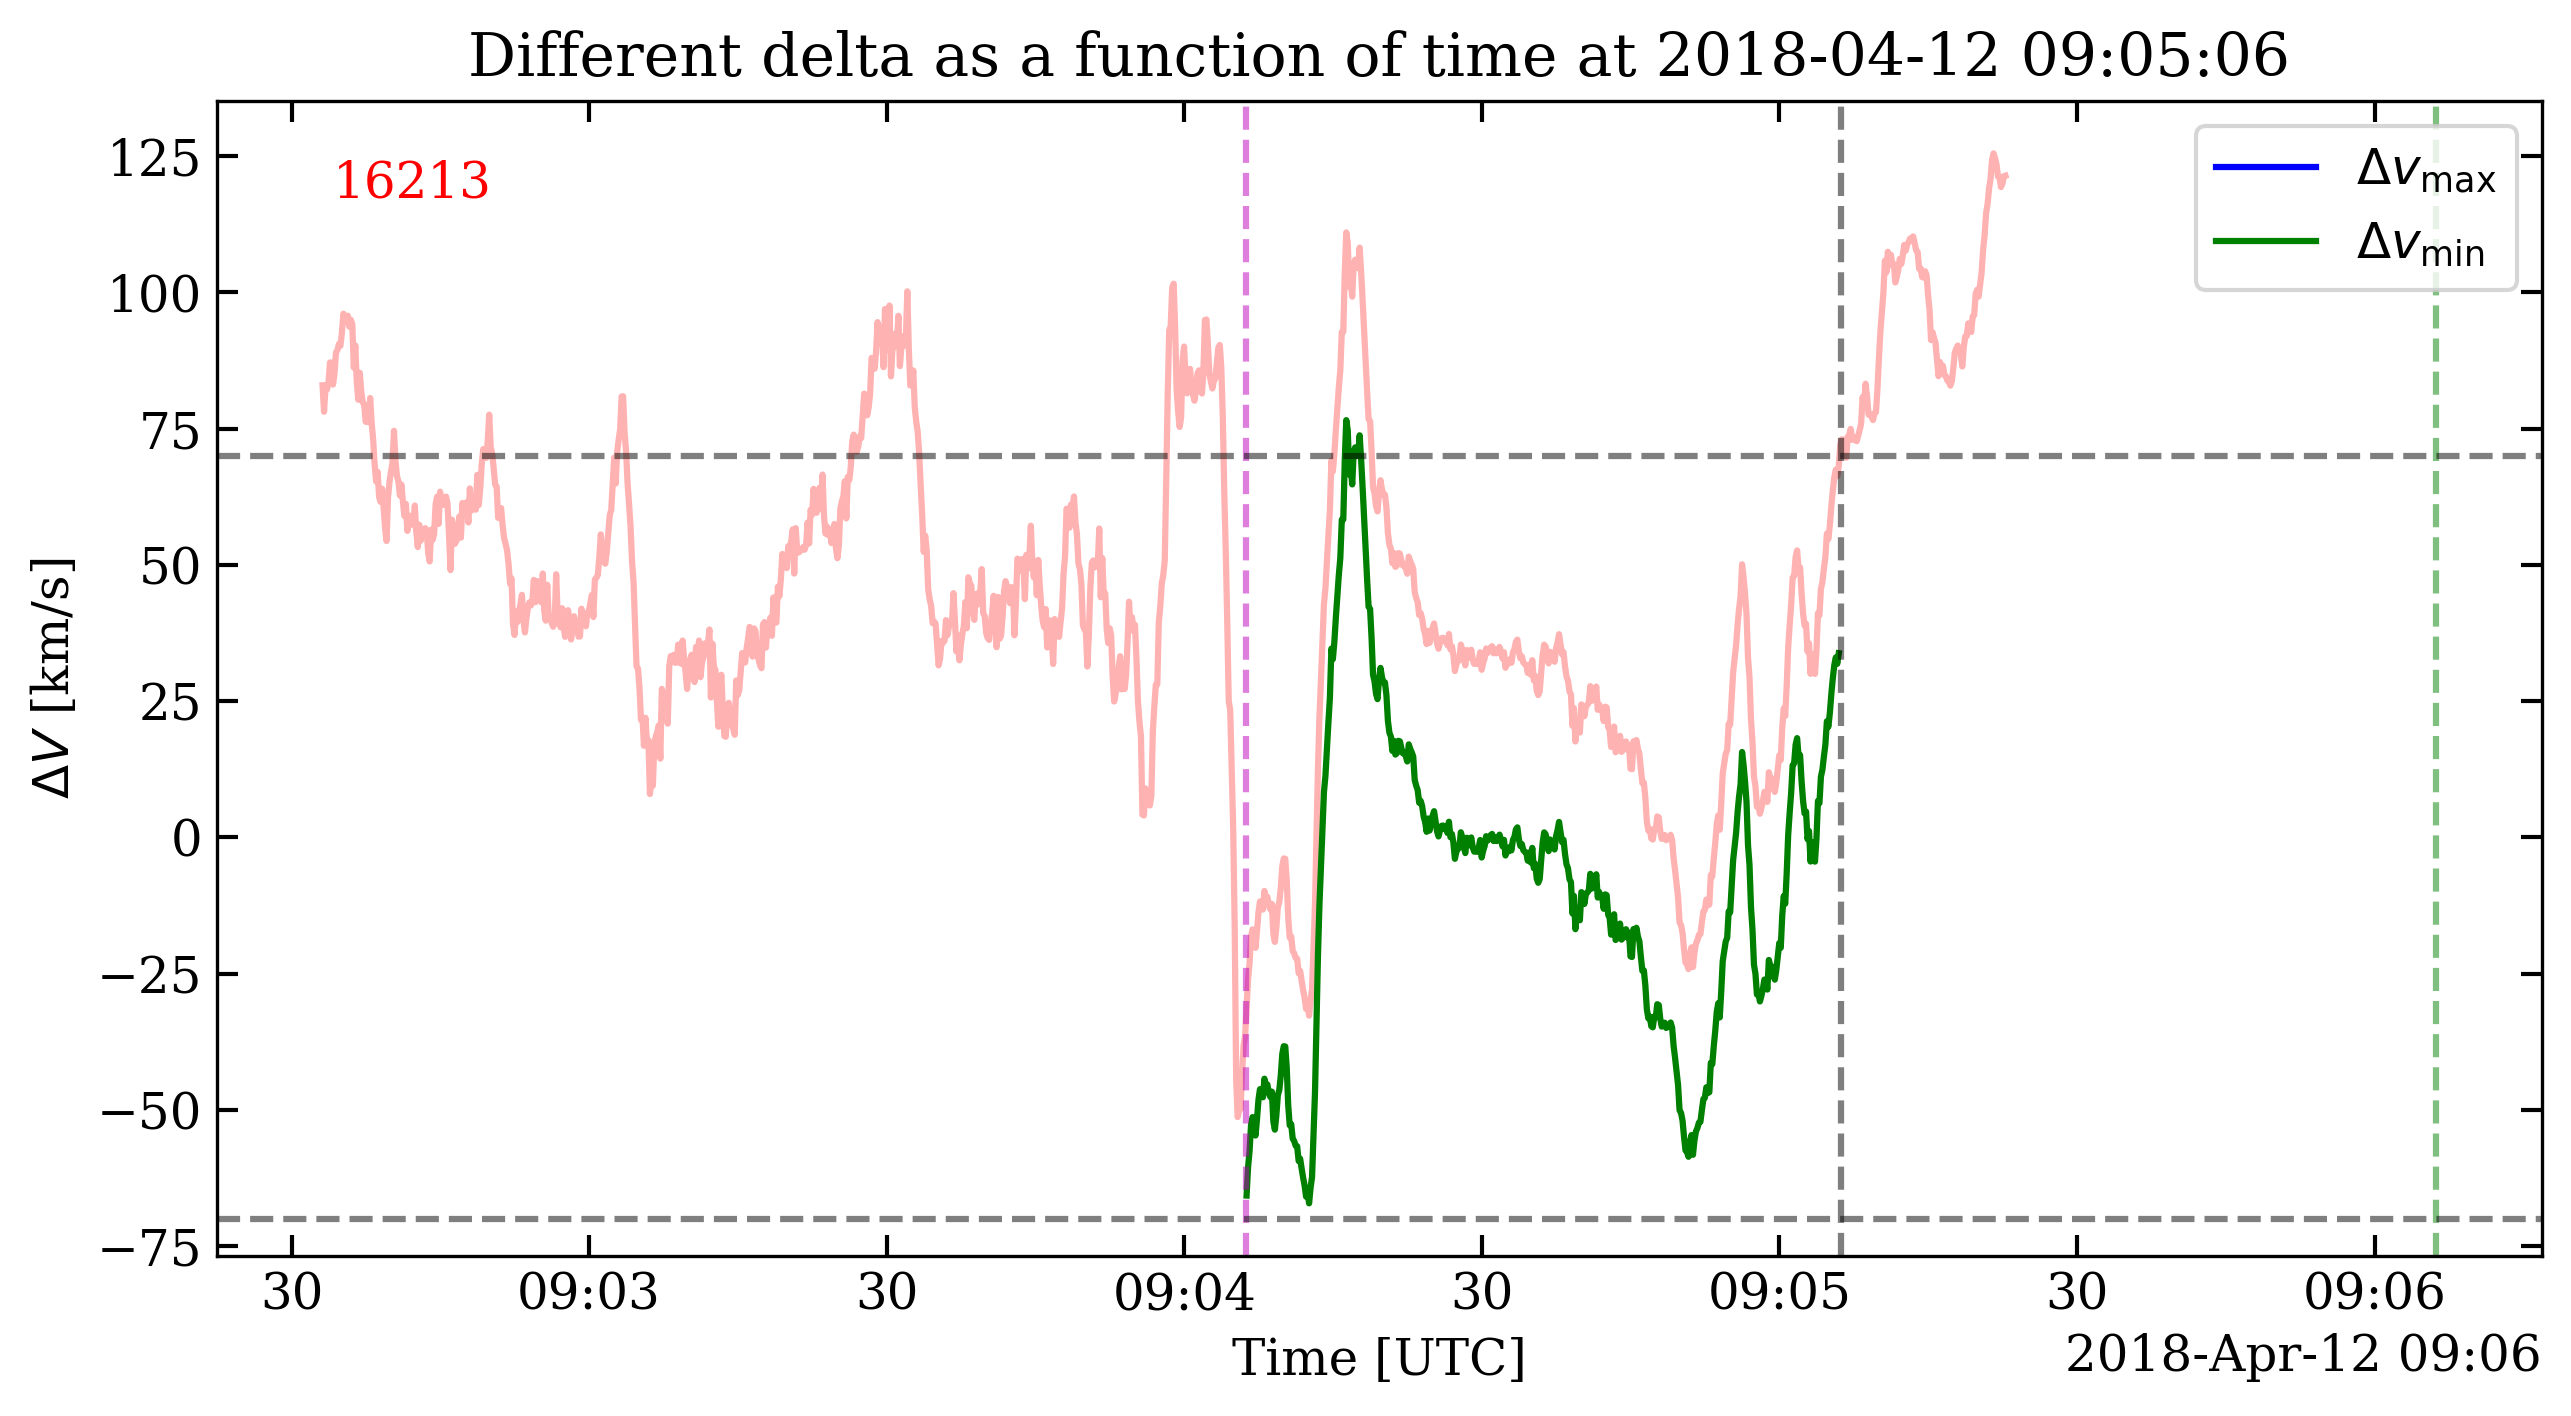 Different delta as a function of time at 2018-04-12 09:05:06
16213
Δv_max
Δv_min
125
100
75
50
25
0
−25
−50
−75
ΔV [km/s]
30 09:03 30 09:04 30 09:05 30 09:06
Time [UTC]
2018-Apr-12 09:06